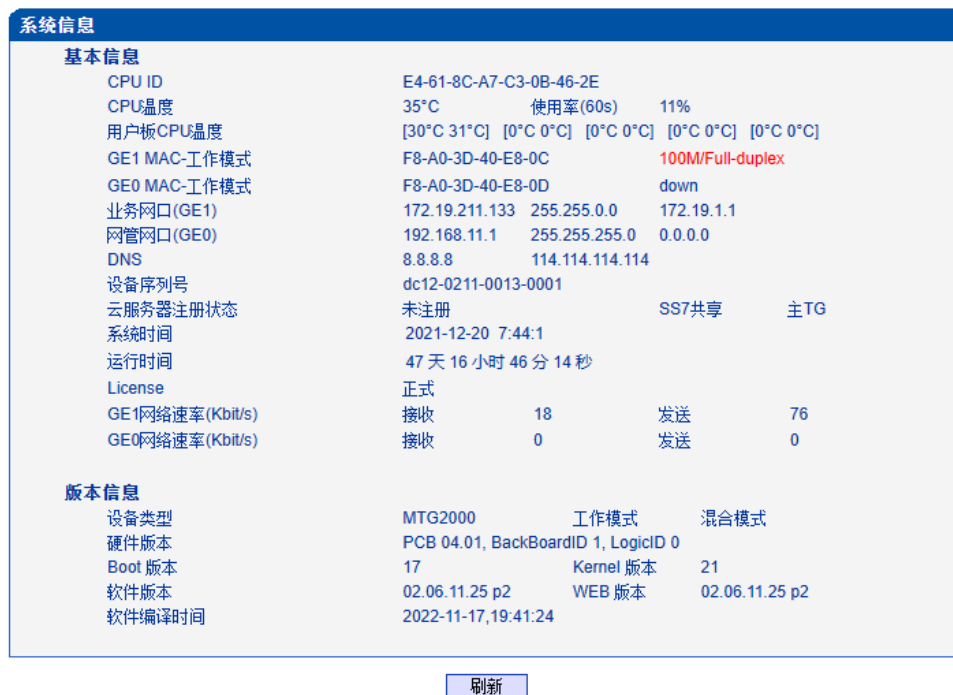 系统信息
基本信息
CPU ID E4-61-8C-A7-C3-0B-46-2E
CPU温度 35°C 使用率(60s) 11%
用户板CPU温度 [30°C 31°C] [0°C 0°C] [0°C 0°C] [0°C 0°C] [0°C 0°C]
GE1 MAC-工作模式 F8-A0-3D-40-E8-0C 100M/Full-duplex
GE0 MAC-工作模式 F8-A0-3D-40-E8-0D down
业务网口(GE1) 172.19.211.133 255.255.0.0 172.19.1.1
网管网口(GE0) 192.168.11.1 255.255.255.0 0.0.0.0
DNS 8.8.8.8 114.114.114.114
设备序列号 dc12-0211-0013-0001
云服务器注册状态 未注册 SS7共享 主TG
系统时间 2021-12-20 7:44:1
运行时间 47 天 16 小时 46 分 14 秒
License 正式
GE1网络速率(Kbit/s) 接收 18 发送 76
GE0网络速率(Kbit/s) 接收 0 发送 0
版本信息
设备类型 MTG2000 工作模式 混合模式
硬件版本 PCB 04.01, BackBoardID 1, LogicID 0
Boot 版本 17 Kernel 版本 21
软件版本 02.06.11.25 p2 WEB 版本 02.06.11.25 p2
软件编译时间 2022-11-17,19:41:24
刷新